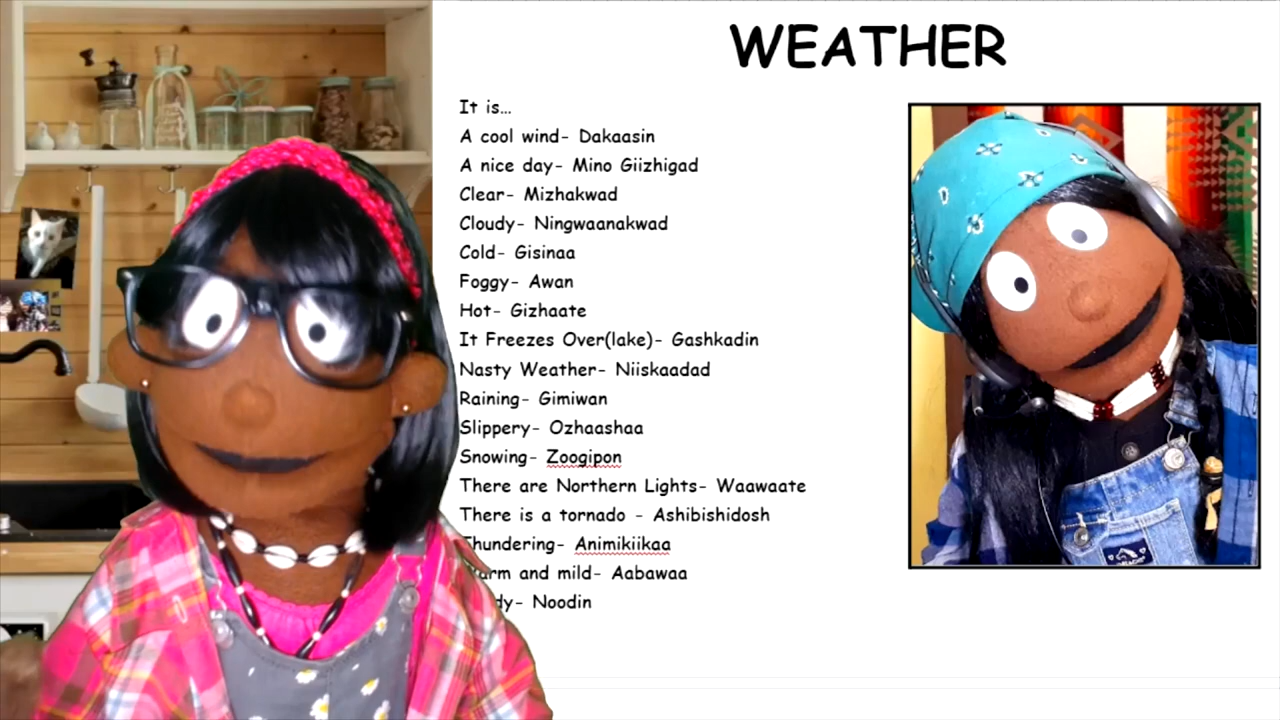 WEATHER
It is...
A cool wind- Dakaasin
A nice day- Mino Giizhigad
Clear- Mizhakwad
Cloudy- Ningwaanakwad
Cold- Gisinaa
Foggy- Awan
Hot- Gizhaate
It Freezes Over(lake)- Gashkadin
Nasty Weather- Niiskaadad
Raining- Gimiwan
Slippery- Ozhaashaa
Snowing- Zoogipon
There are Northern Lights- Waawaate
There is a tornado - Ashibishidosh
Thundering- Animikiikaa
and mild- Aabawaa
Noodin